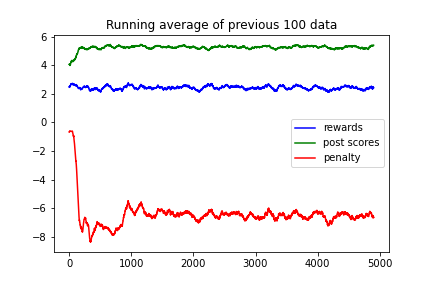 Running average of previous 100 data
6
4
2
0
−2
−4
−6
−8
rewards
post scores
penalty
0 1000 2000 3000 4000 5000